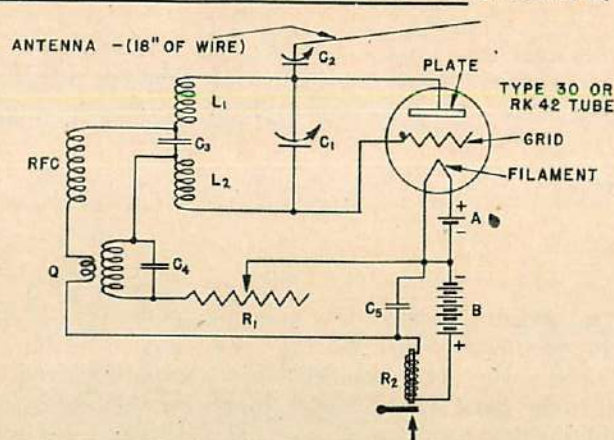 ANTENNA - (18" OF WIRE)
C2
PLATE
TYPE 30 OR
RK 42 TUBE
L1
C1
C3
GRID
RFC
L2
FILAMENT
+
A
-
Q
C4
-
C5
B
R1
+
R2